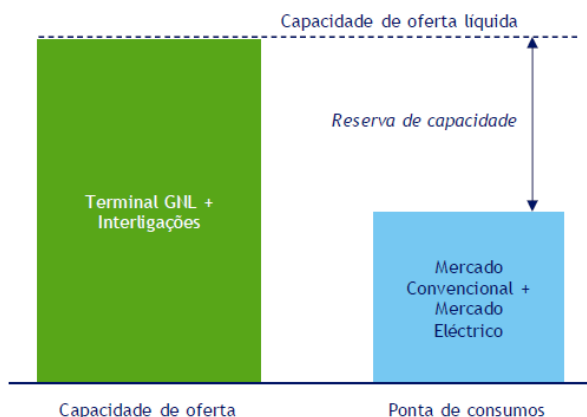 Capacidade de oferta líquida
Reserva de capacidade
Terminal GNL +
Interligações
Mercado
Convencional +
Mercado
Eléctrico
Capacidade de oferta
Ponta de consumos